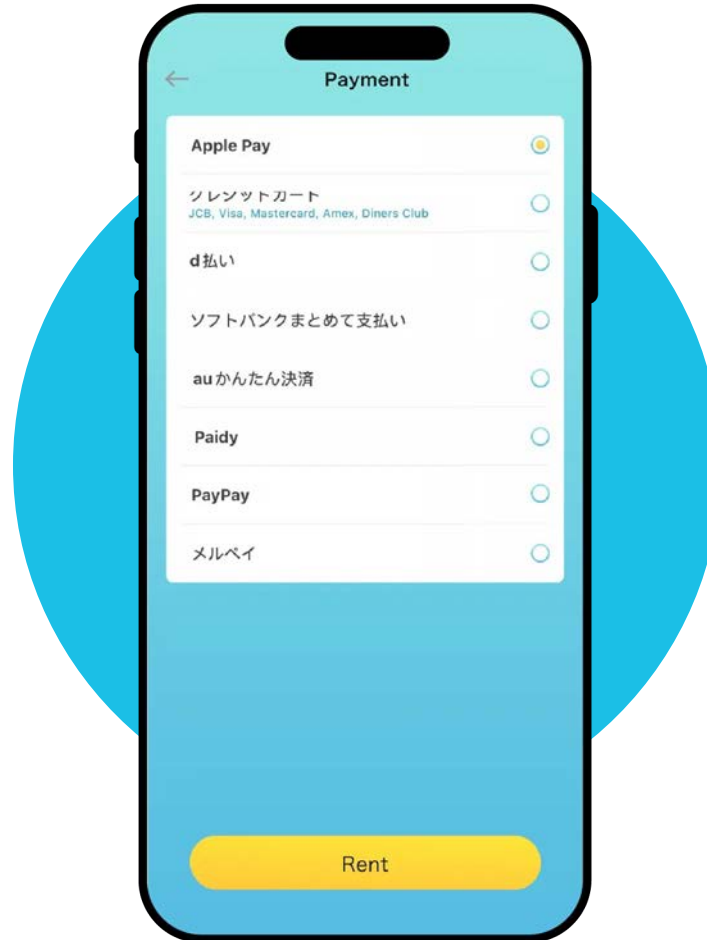 Payment
Apple Pay
クレジットカード
JCB, Visa, Mastercard, Amex, Diners Club
d払い
ソフトバンクまとめて支払い
auかんたん決済
Paidy
PayPay
メルペイ
Rent